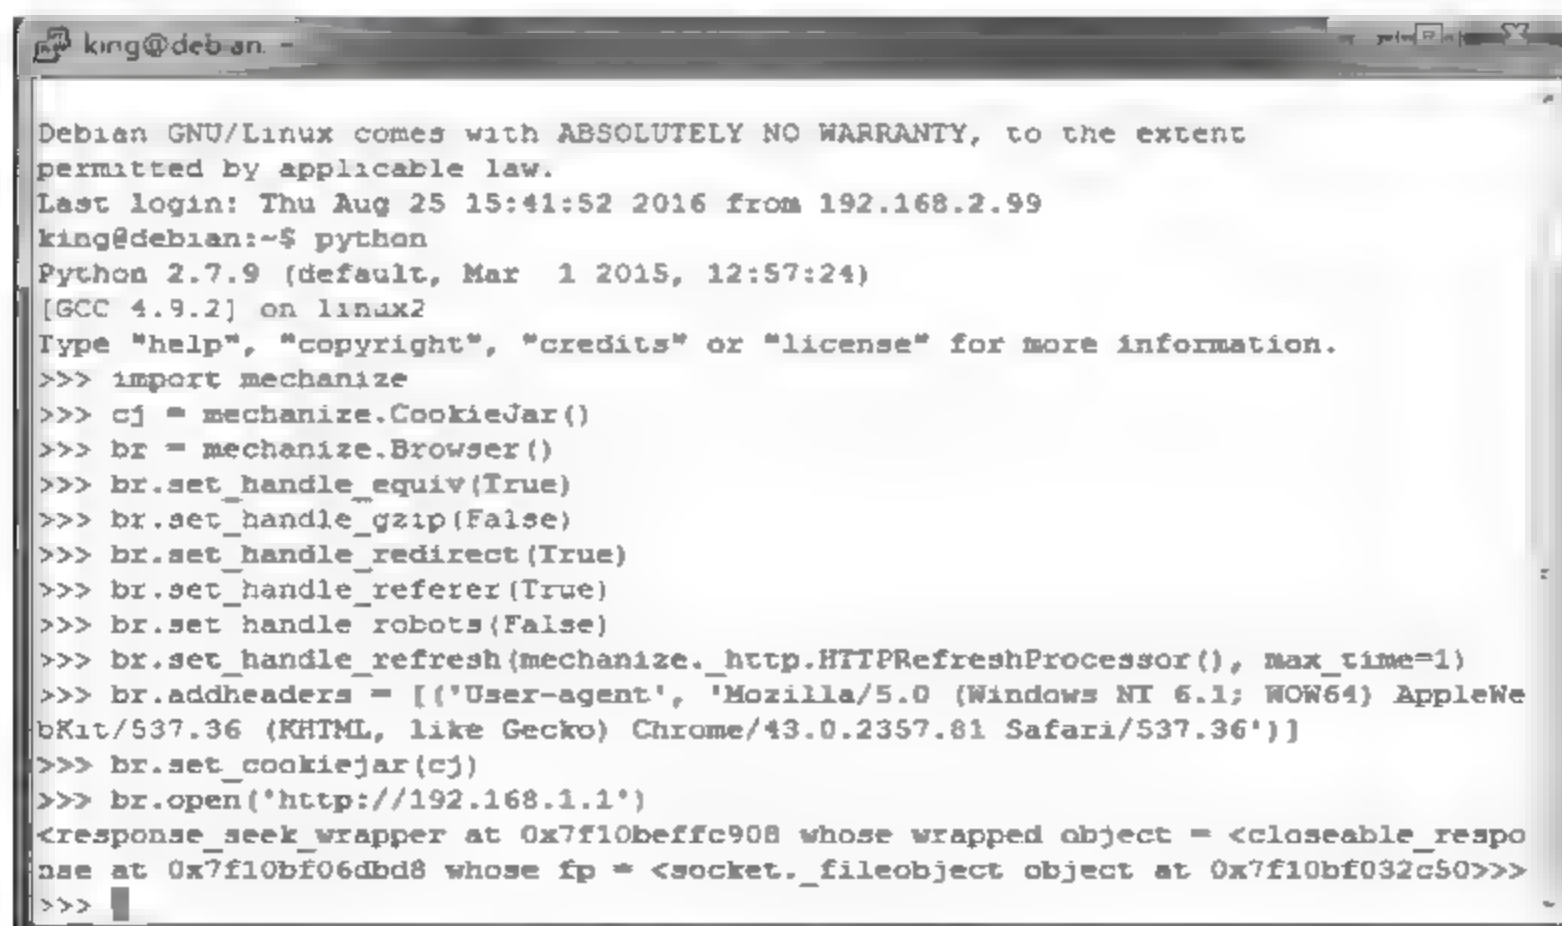 king@debian: ~
Debian GNU/Linux comes with ABSOLUTELY NO WARRANTY, to the extent
permitted by applicable law.
Last login: Thu Aug 25 15:41:52 2016 from 192.168.2.99
king@debian:~$ python
Python 2.7.9 (default, Mar  1 2015, 12:57:24)
[GCC 4.9.2] on linux2
Type "help", "copyright", "credits" or "license" for more information.
>>> import mechanize
>>> cj = mechanize.CookieJar()
>>> br = mechanize.Browser()
>>> br.set_handle_equiv(True)
>>> br.set_handle_gzip(False)
>>> br.set_handle_redirect(True)
>>> br.set_handle_referer(True)
>>> br.set_handle_robots(False)
>>> br.set_handle_refresh(mechanize._http.HTTPRefreshProcessor(), max_time=1)
>>> br.addheaders = [('User-agent', 'Mozilla/5.0 (Windows NT 6.1; WOW64) AppleWe
bKit/537.36 (KHTML, like Gecko) Chrome/43.0.2357.81 Safari/537.36')]
>>> br.set_cookiejar(cj)
>>> br.open('http://192.168.1.1')
<response_seek_wrapper at 0x7f10beffc908 whose wrapped object = <closeable_respo
nse at 0x7f10bf06dbd8 whose fp = <socket._fileobject object at 0x7f10bf032c50>>>
>>>